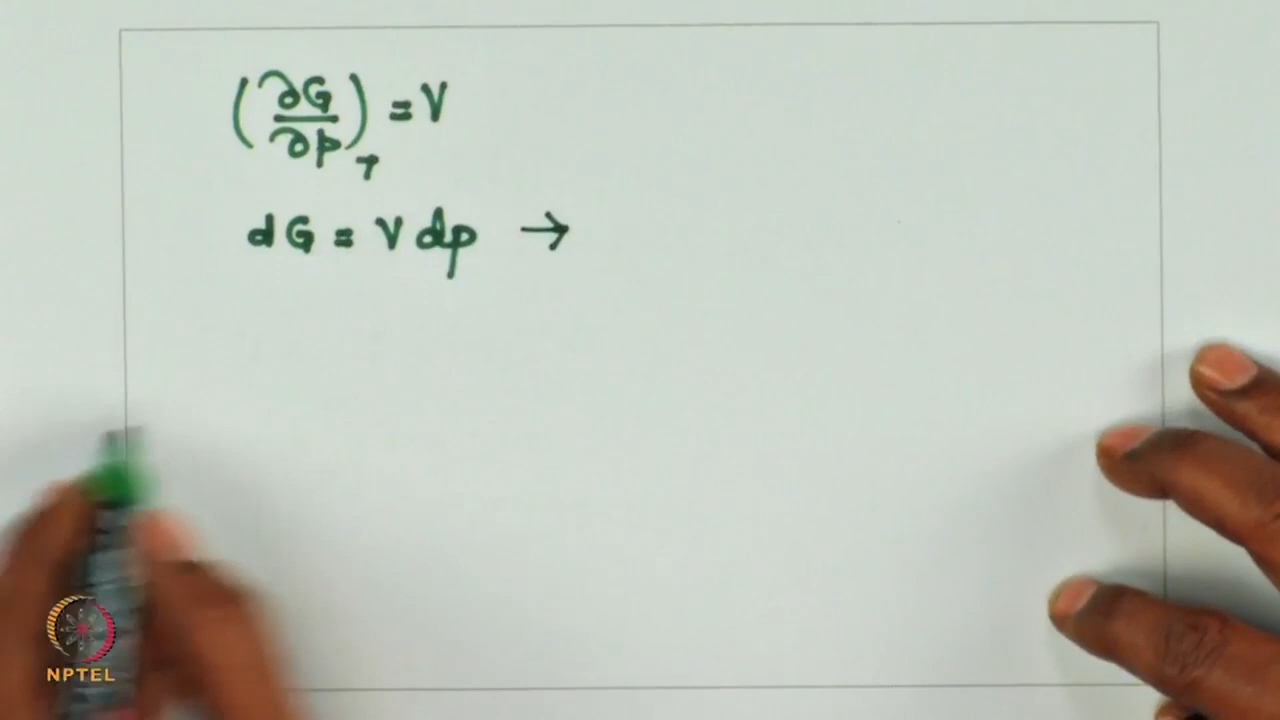 (∂G/∂p)_T = V
dG = V dp →
NPTEL